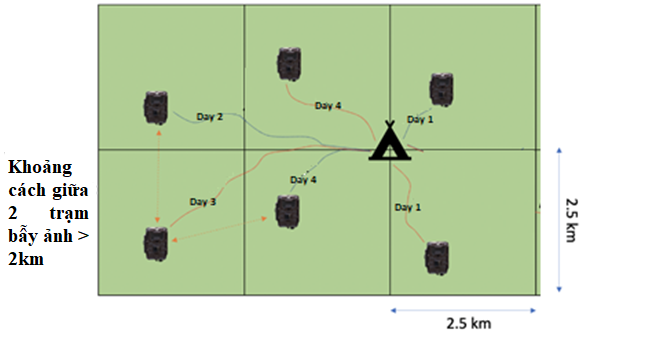 Day 4
Day 1
Day 2
Khoảng
cách giữa
2 trạm
bẫy ảnh >
2km
Day 4
Day 3
Day 1
2.5 km
2.5 km